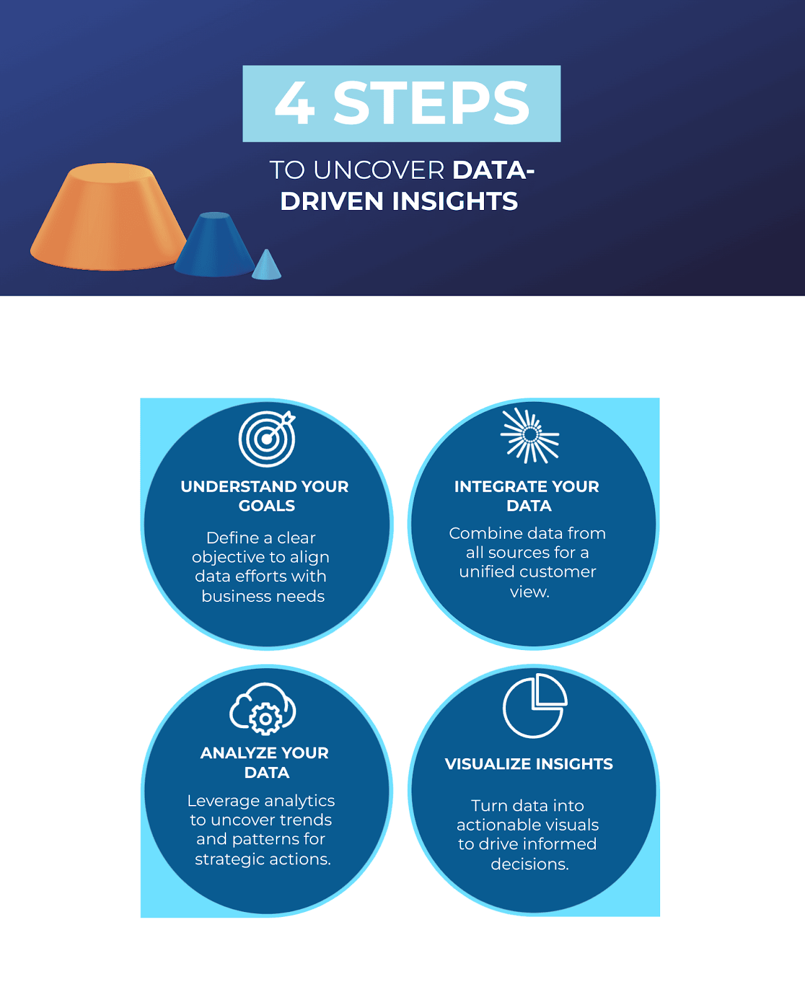 4 STEPS
TO UNCOVER DATA-
DRIVEN INSIGHTS
UNDERSTAND YOUR
GOALS
Define a clear
objective to align
data efforts with
business needs
INTEGRATE YOUR
DATA
Combine data from
all sources for a
unified customer
view.
ANALYZE YOUR
DATA
Leverage analytics
to uncover trends
and patterns for
strategic actions.
VISUALIZE INSIGHTS
Turn data into
actionable visuals
to drive informed
decisions.